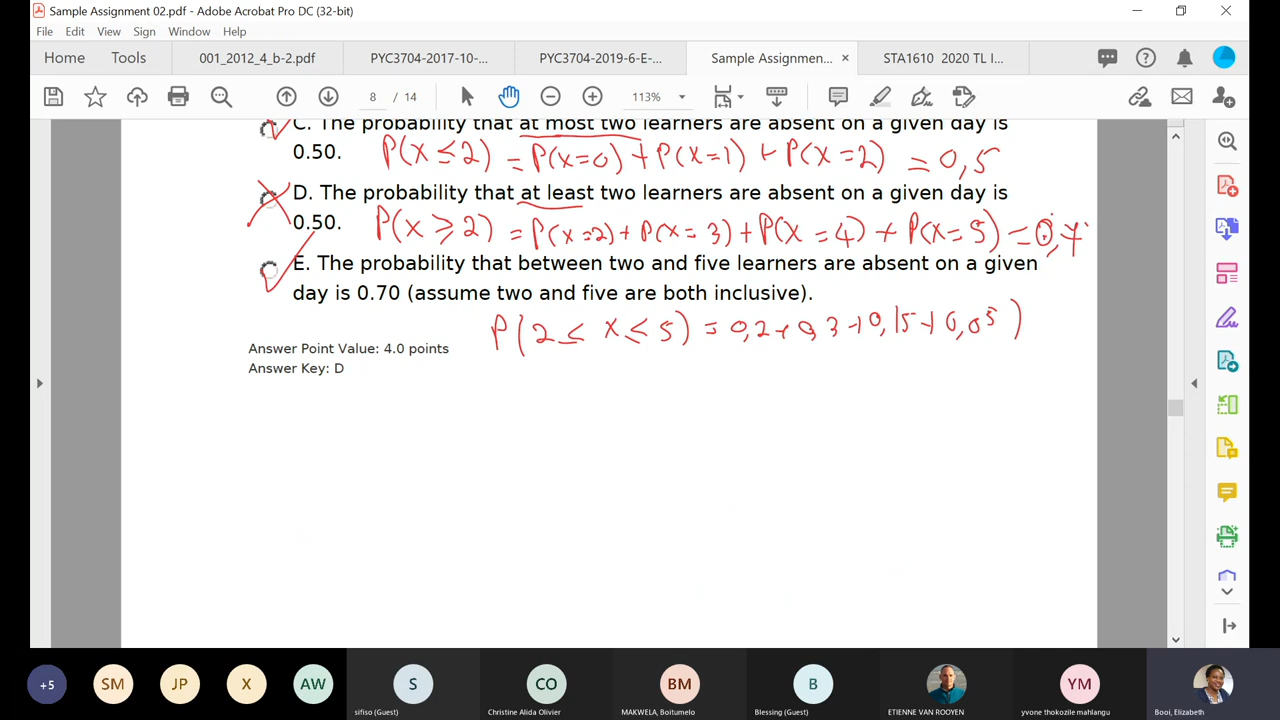 Sample Assignment 02.pdf - Adobe Acrobat Pro DC (32-bit)
File Edit View Sign Window Help
Home Tools 001_2012_4_b-2.pdf PYC3704-2017-10-... PYC3704-2019-6-E-... Sample Assignmen... × STA1610 2020 TL I...
8 / 14 113%
C. The probability that at most two learners are absent on a given day is
0.50. P(X ≤ 2) = P(X=0) + P(X=1) + P(X=2) = 0,5
D. The probability that at least two learners are absent on a given day is
0.50. P(X ≥ 2) = P(X=2) + P(X=3) + P(X=4) + P(X=5) = 0,7
E. The probability that between two and five learners are absent on a given
day is 0.70 (assume two and five are both inclusive).
P(2 ≤ X ≤ 5) = 0,2 + 0,3 + 0,15 + 0,05)
Answer Point Value: 4.0 points
Answer Key: D
+5 SM JP X AW S CO BM B YM
sifiso (Guest) Christine Alida Olivier MAKWELA, Boitumelo Blessing (Guest) ETIENNE VAN ROOYEN yvone thokozile mahlangu Booi, Elizabeth